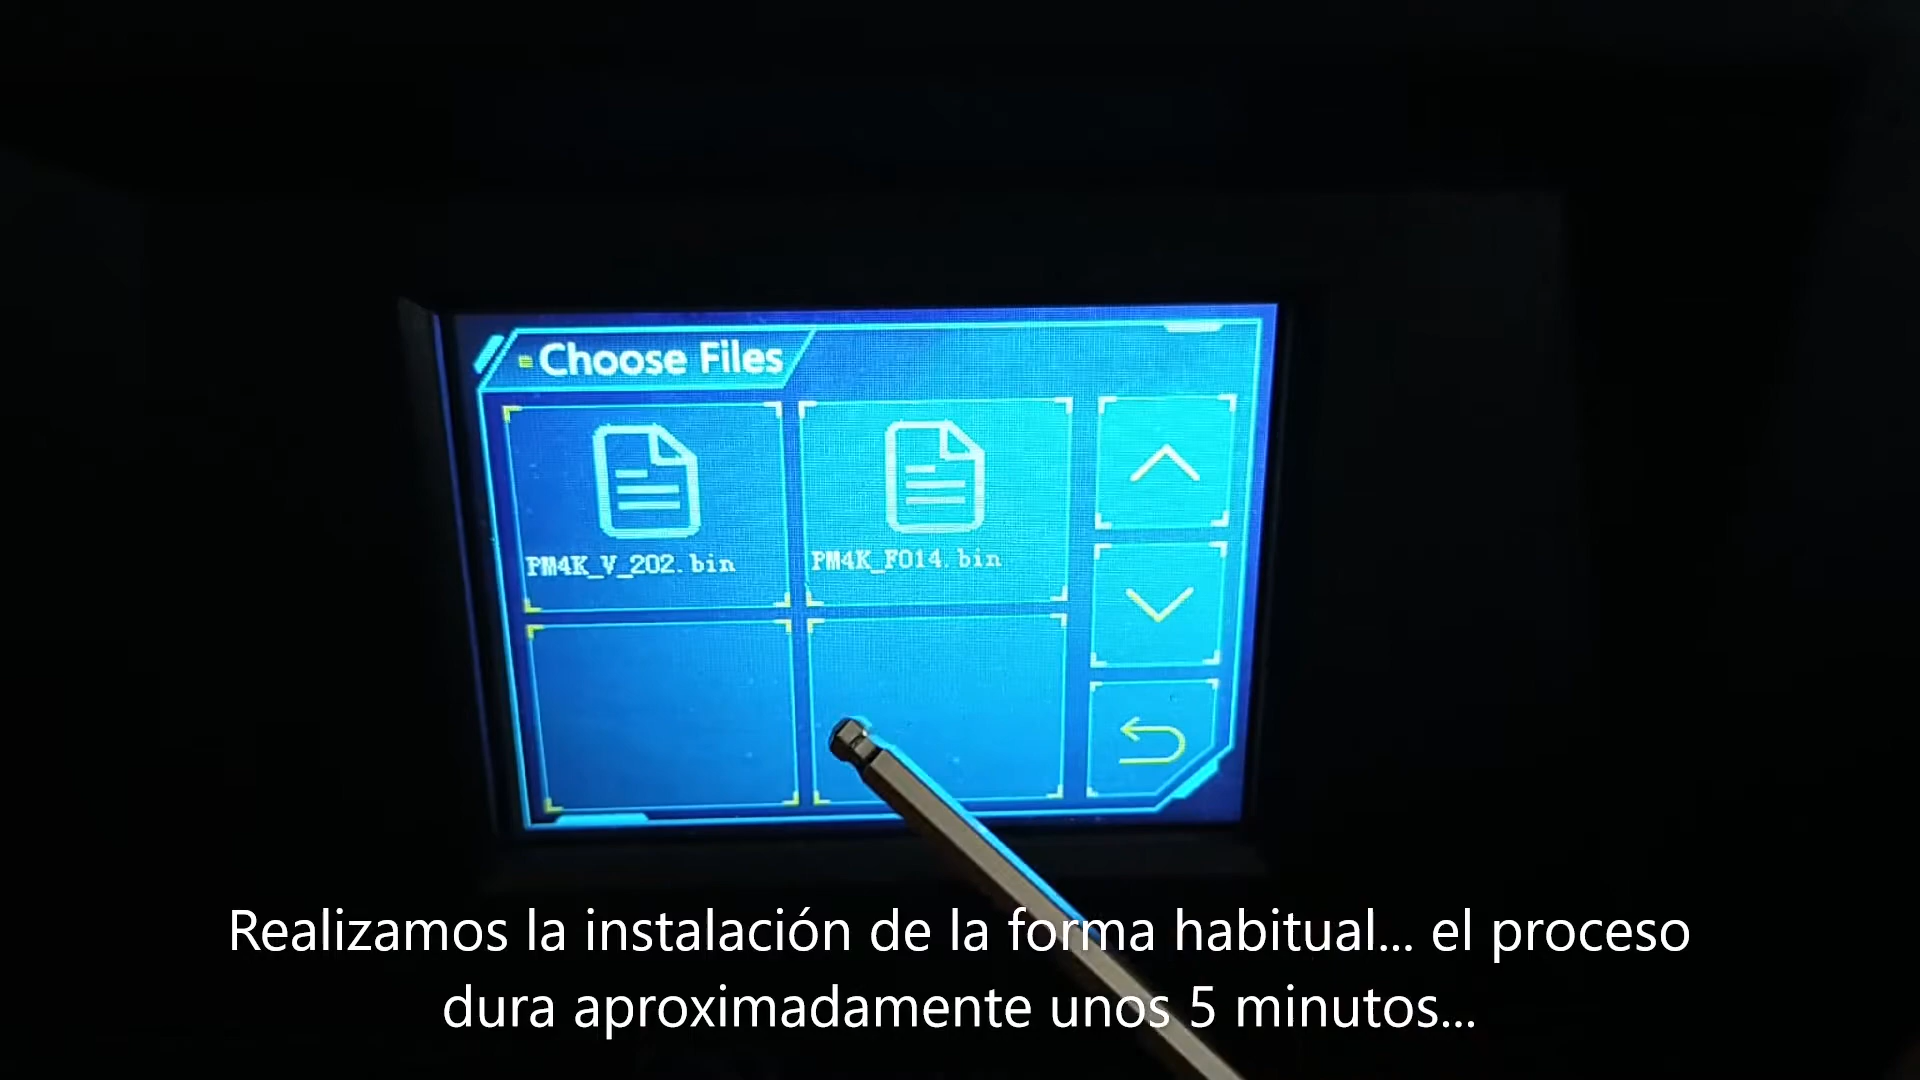 Choose Files
PM4K_V_202.bin
PM4K_F014.bin
Realizamos la instalación de la forma habitual... el proceso
dura aproximadamente unos 5 minutos...